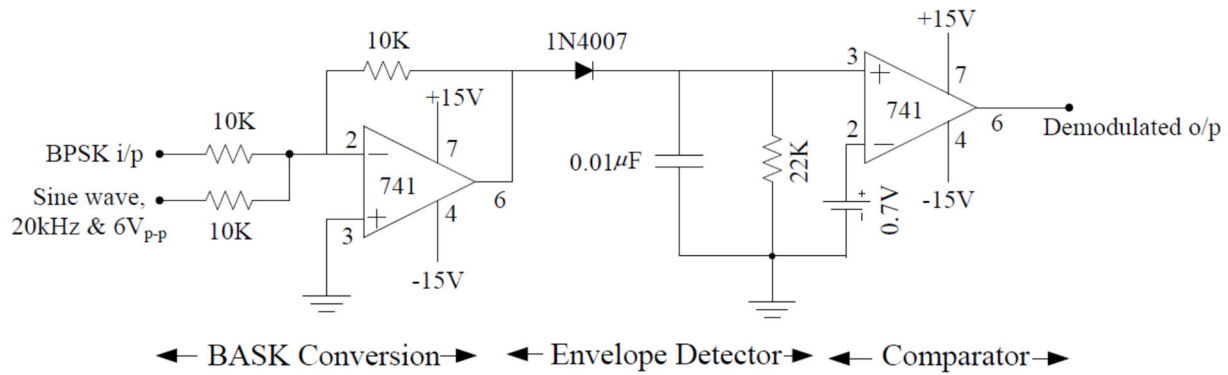 10K
1N4007
+15V
3
7
+15V
10K
2
7
741
6
Demodulated o/p
BPSK i/p
741
2
4
0.01μF
22K
Sine wave,
20kHz & 6Vp-p
10K
6
4
3
-15V
0.7V
-15V
BASK Conversion
Envelope Detector
Comparator